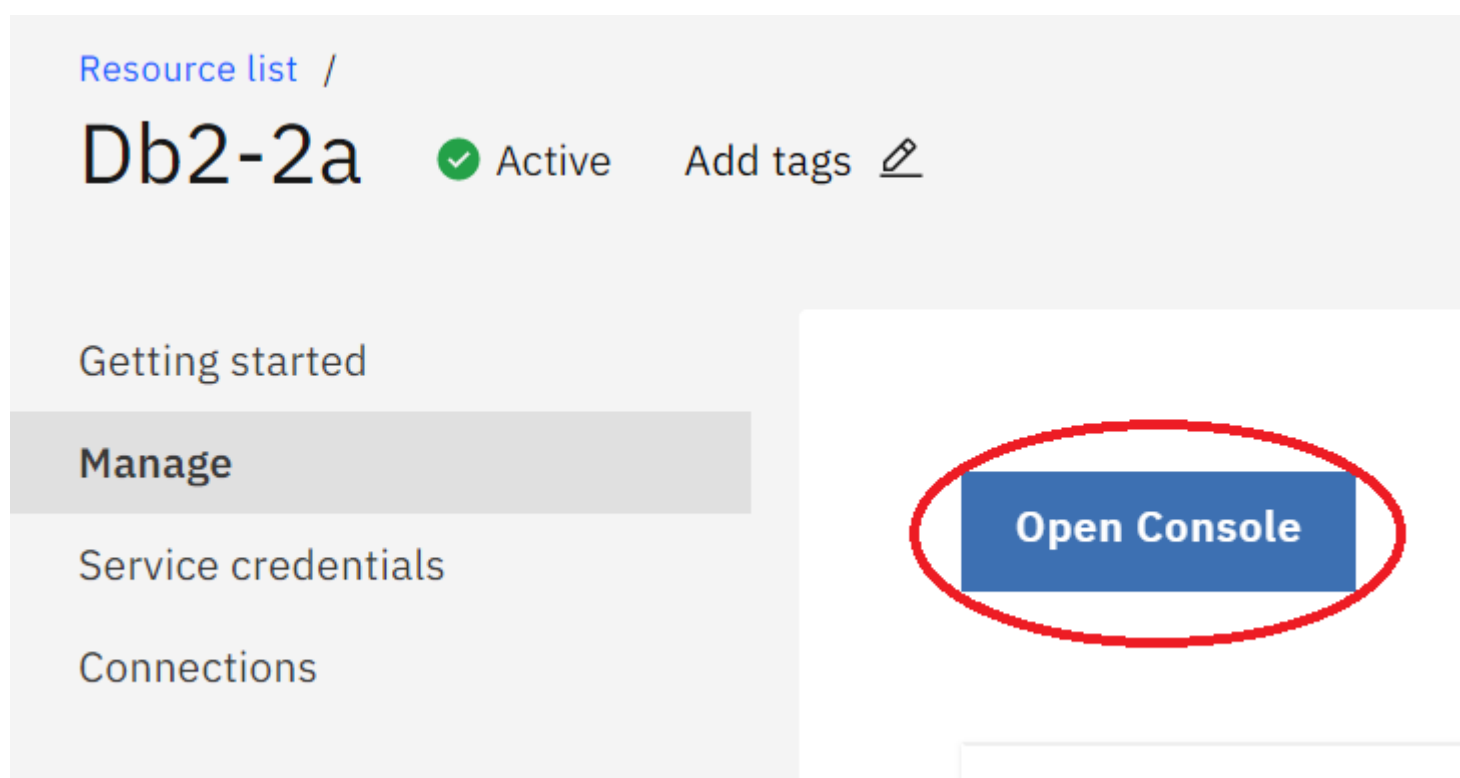 Resource list /
Db2-2a Active Add tags
Getting started
Manage
Open Console
Service credentials
Connections